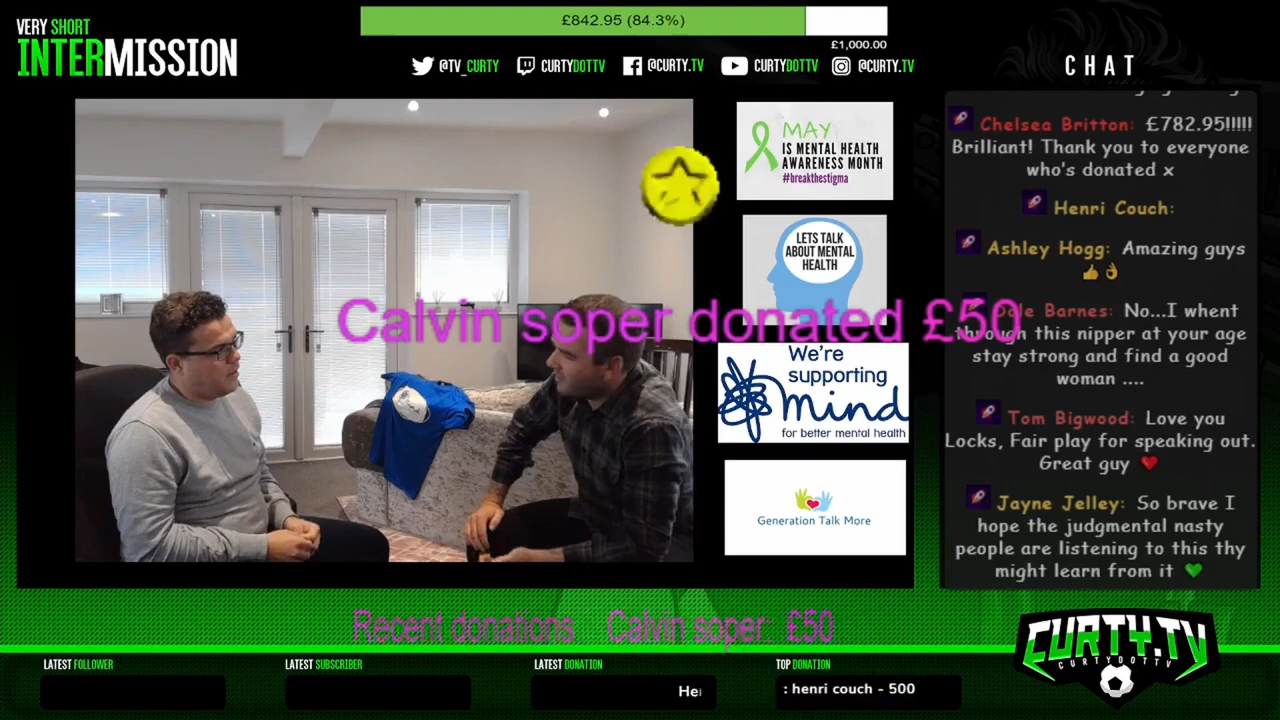 VERY SHORT
INTERMISSION
£842.95 (84.3%)
£1,000.00
@TV_CURTY
CURTYDOTTV
@CURTY.TV
CURTYDOTTV
@CURTY.TV
CHAT
MAY
IS MENTAL HEALTH
AWARENESS MONTH
#breakthestigma
LETS TALK
ABOUT MENTAL
HEALTH
Calvin soper donated £50
We're
supporting
mind
for better mental health
Generation Talk More
Chelsea Britton: £782.95!!!!!
Brilliant! Thank you to everyone
who's donated x
Henri Couch:
Ashley Hogg: Amazing guys
👍👌
Barnes: No...I whent
through this nipper at your age
stay strong and find a good
woman ....
Tom Bigwood: Love you
Locks, Fair play for speaking out.
Great guy ❤
Jayne Jelley: So brave I
hope the judgmental nasty
people are listening to this thy
might learn from it 💚
Recent donations Calvin soper: £50
CURTY.TV
CURTYDOTTV
LATEST FOLLOWER
LATEST SUBSCRIBER
LATEST DONATION
TOP DONATION
: henri couch - 500